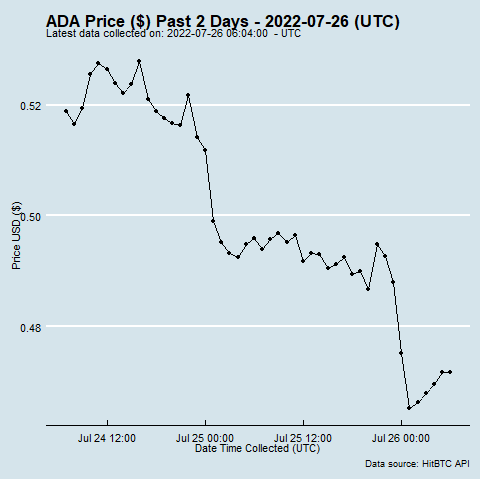 ADA Price ($) Past 2 Days - 2022-07-26 (UTC)
Latest data collected on: 2022-07-26 06:04:00 - UTC
0.52
0.50
0.48
Price USD ($)
Jul 24 12:00
Jul 25 00:00
Jul 25 12:00
Jul 26 00:00
Date Time Collected (UTC)
Data source: HitBTC API